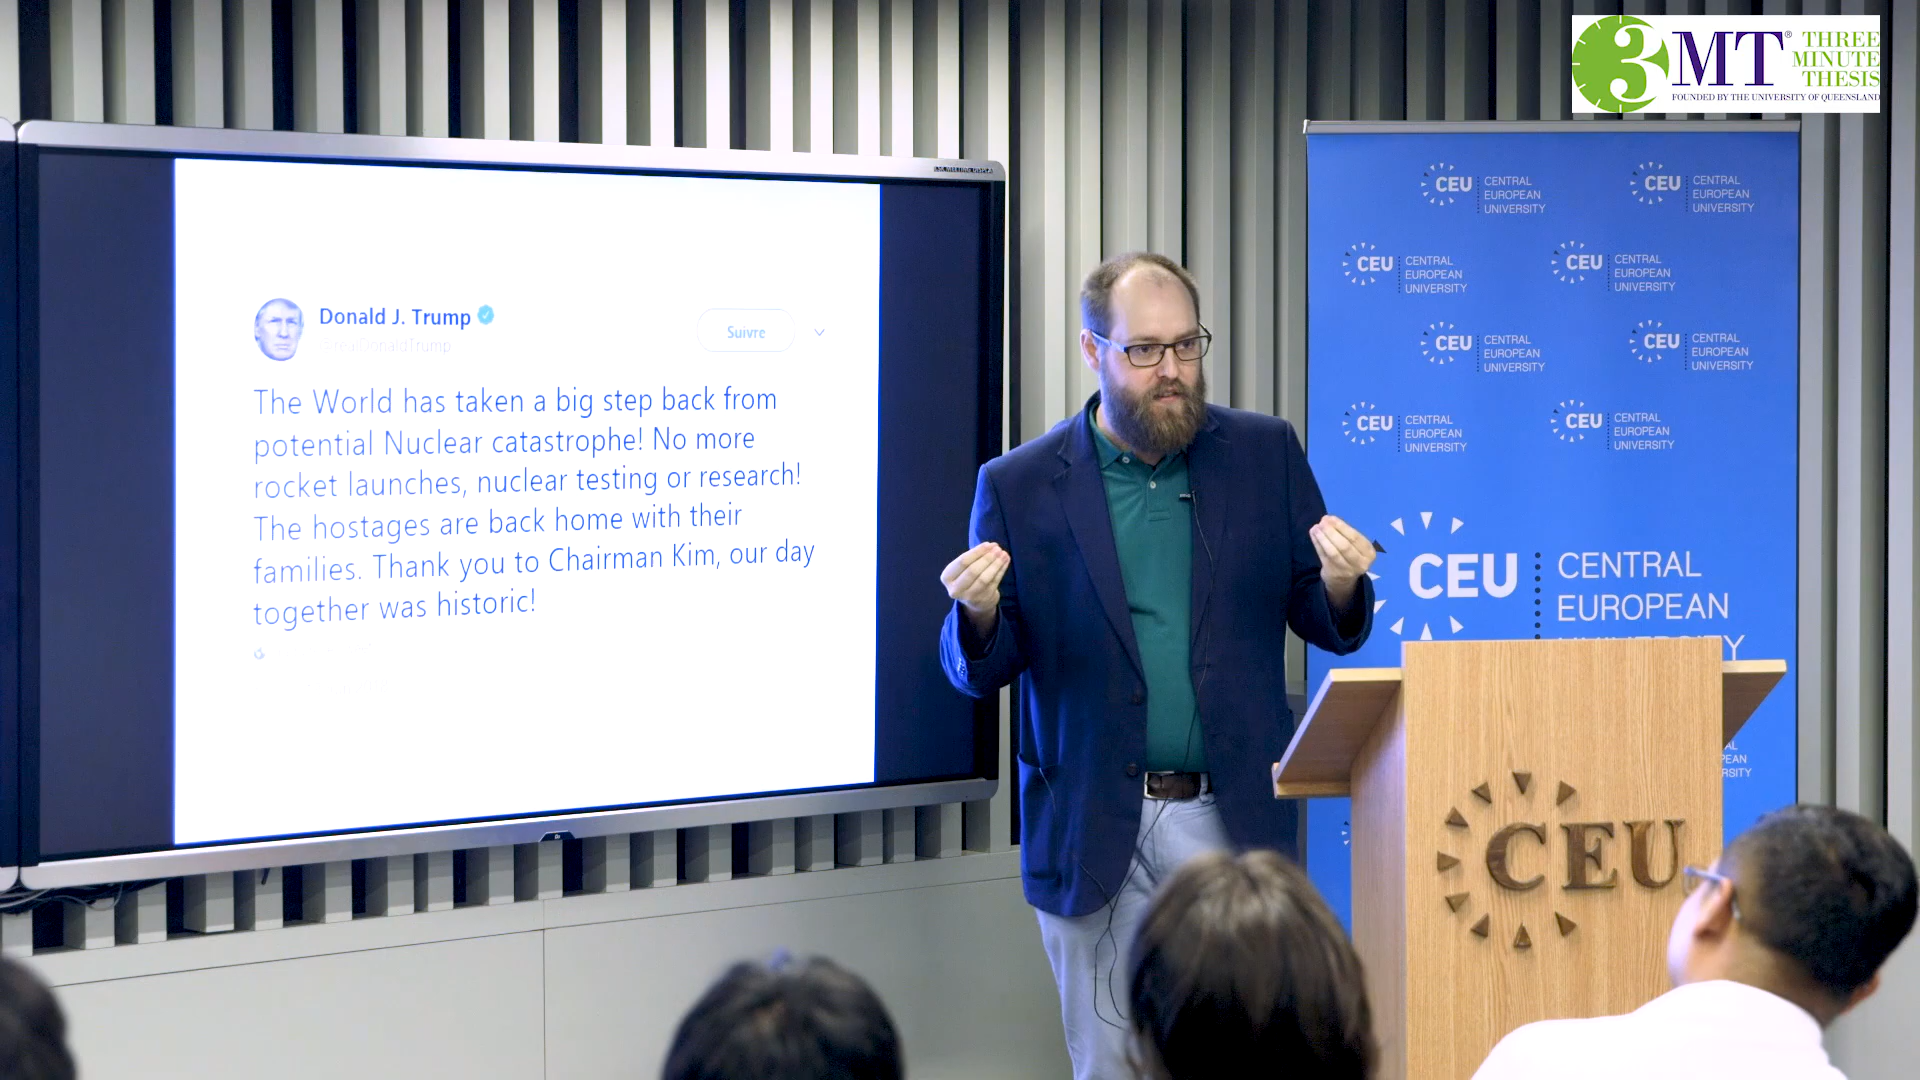 3MT® THREE
MINUTE
THESIS
FOUNDED BY THE UNIVERSITY OF QUEENSLAND
Donald J. Trump
@realDonaldTrump
Suivre
The World has taken a big step back from
potential Nuclear catastrophe! No more
rocket launches, nuclear testing or research!
The hostages are back home with their
families. Thank you to Chairman Kim, our day
together was historic!
CEU CENTRAL
EUROPEAN
UNIVERSITY
CEU CENTRAL
EUROPEAN
UNIVERSITY
CEU CENTRAL
EUROPEAN
UNIVERSITY
CEU CENTRAL
EUROPEAN
UNIVERSITY
CEU CENTRAL
EUROPEAN
UNIVERSITY
CEU CENTRAL
EUROPEAN
UNIVERSITY
CEU CENTRAL
EUROPEAN
UNIVERSITY
CEU CENTRAL
EUROPEAN
UNIVERSITY
CEU CENTRAL
EUROPEAN
CEU